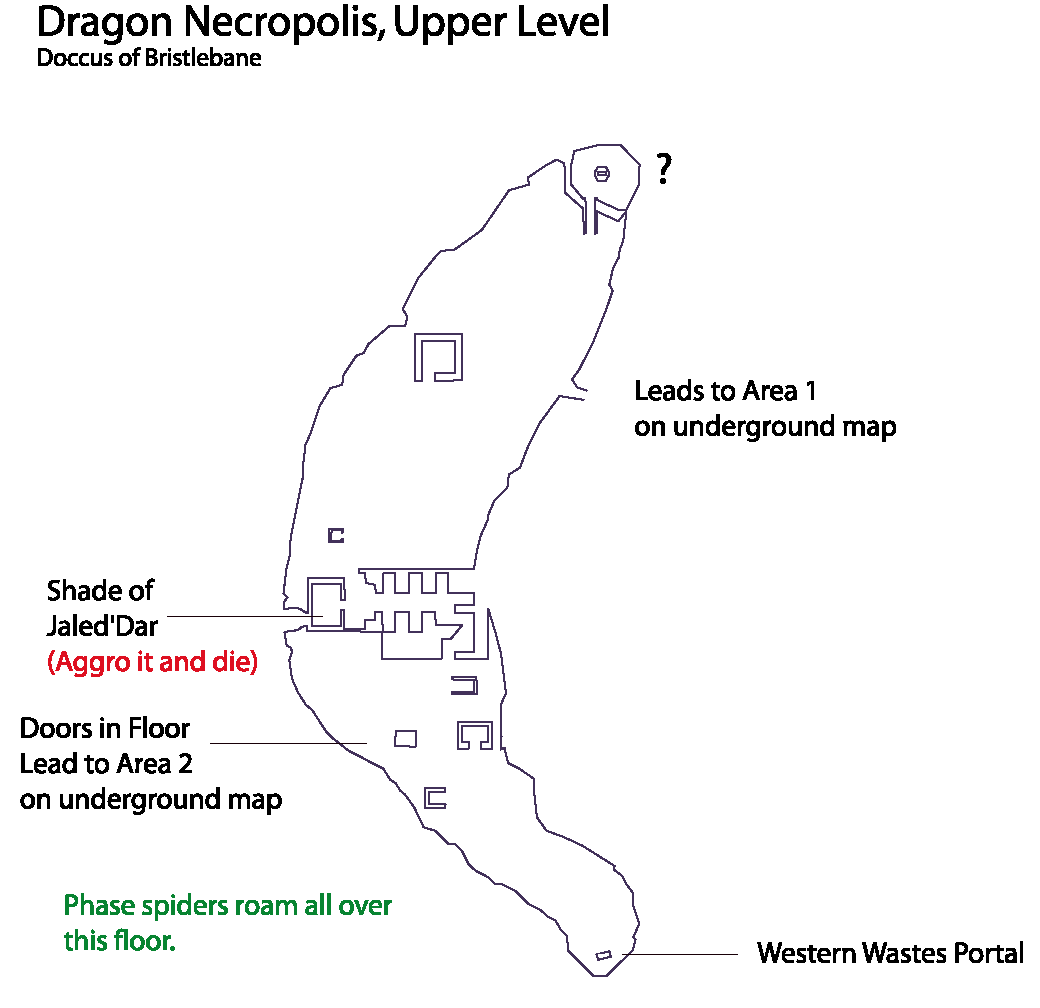 Dragon Necropolis, Upper Level
Doccus of Bristlebane
?
Leads to Area 1
on underground map
Shade of
Jaled'Dar
(Aggro it and die)
Doors in Floor
Lead to Area 2
on underground map
Phase spiders roam all over
this floor.
Western Wastes Portal